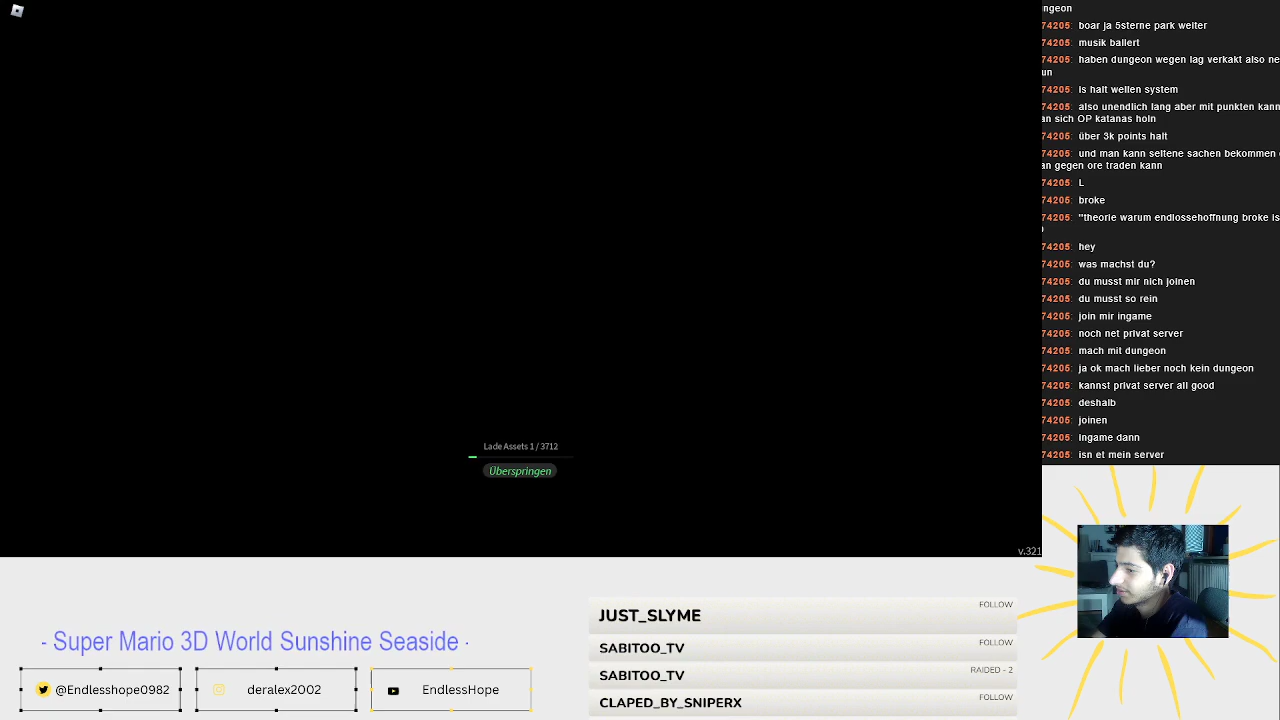 Lade Assets 1 / 3712
Überspringen
v.321
ngeon
74205: boar ja 5sterne park weiter
74205: musik ballert
74205: haben dungeon wegen lag verkakt also ne
un
74205: is halt wellen system
74205: also unendlich lang aber mit punkten kann
an sich OP katanas holn
74205: über 3k points halt
74205: und man kann seltene sachen bekommen
an gegen ore traden kann
74205: L
74205: broke
74205: "theorie warum endlossehoffnung broke is
74205: hey
74205: was machst du?
74205: du musst mir nich joinen
74205: du musst so rein
74205: join mir ingame
74205: noch net privat server
74205: mach mit dungeon
74205: ja ok mach lieber noch kein dungeon
74205: kannst privat server all good
74205: deshalb
74205: joinen
74205: ingame dann
74205: isn et mein server
- Super Mario 3D World Sunshine Seaside -
@Endlesshope0982
deralex2002
EndlessHope
JUST_SLYME FOLLOW
SABITOO_TV FOLLOW
SABITOO_TV RAIDED - 2
CLAPED_BY_SNIPERX FOLLOW